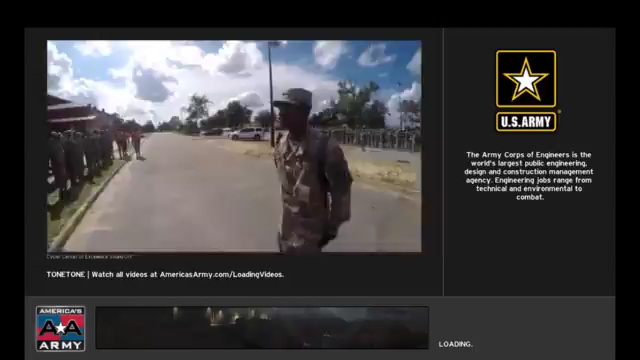 U.S.ARMY
The Army Corps of Engineers is the
world's largest public engineering,
design and construction management
agency. Engineering jobs range from
technical and environmental to
combat.
TONETONE | Watch all videos at AmericasArmy.com/LoadingVideos.
AMERICA'S
AA
ARMY
LOADING.